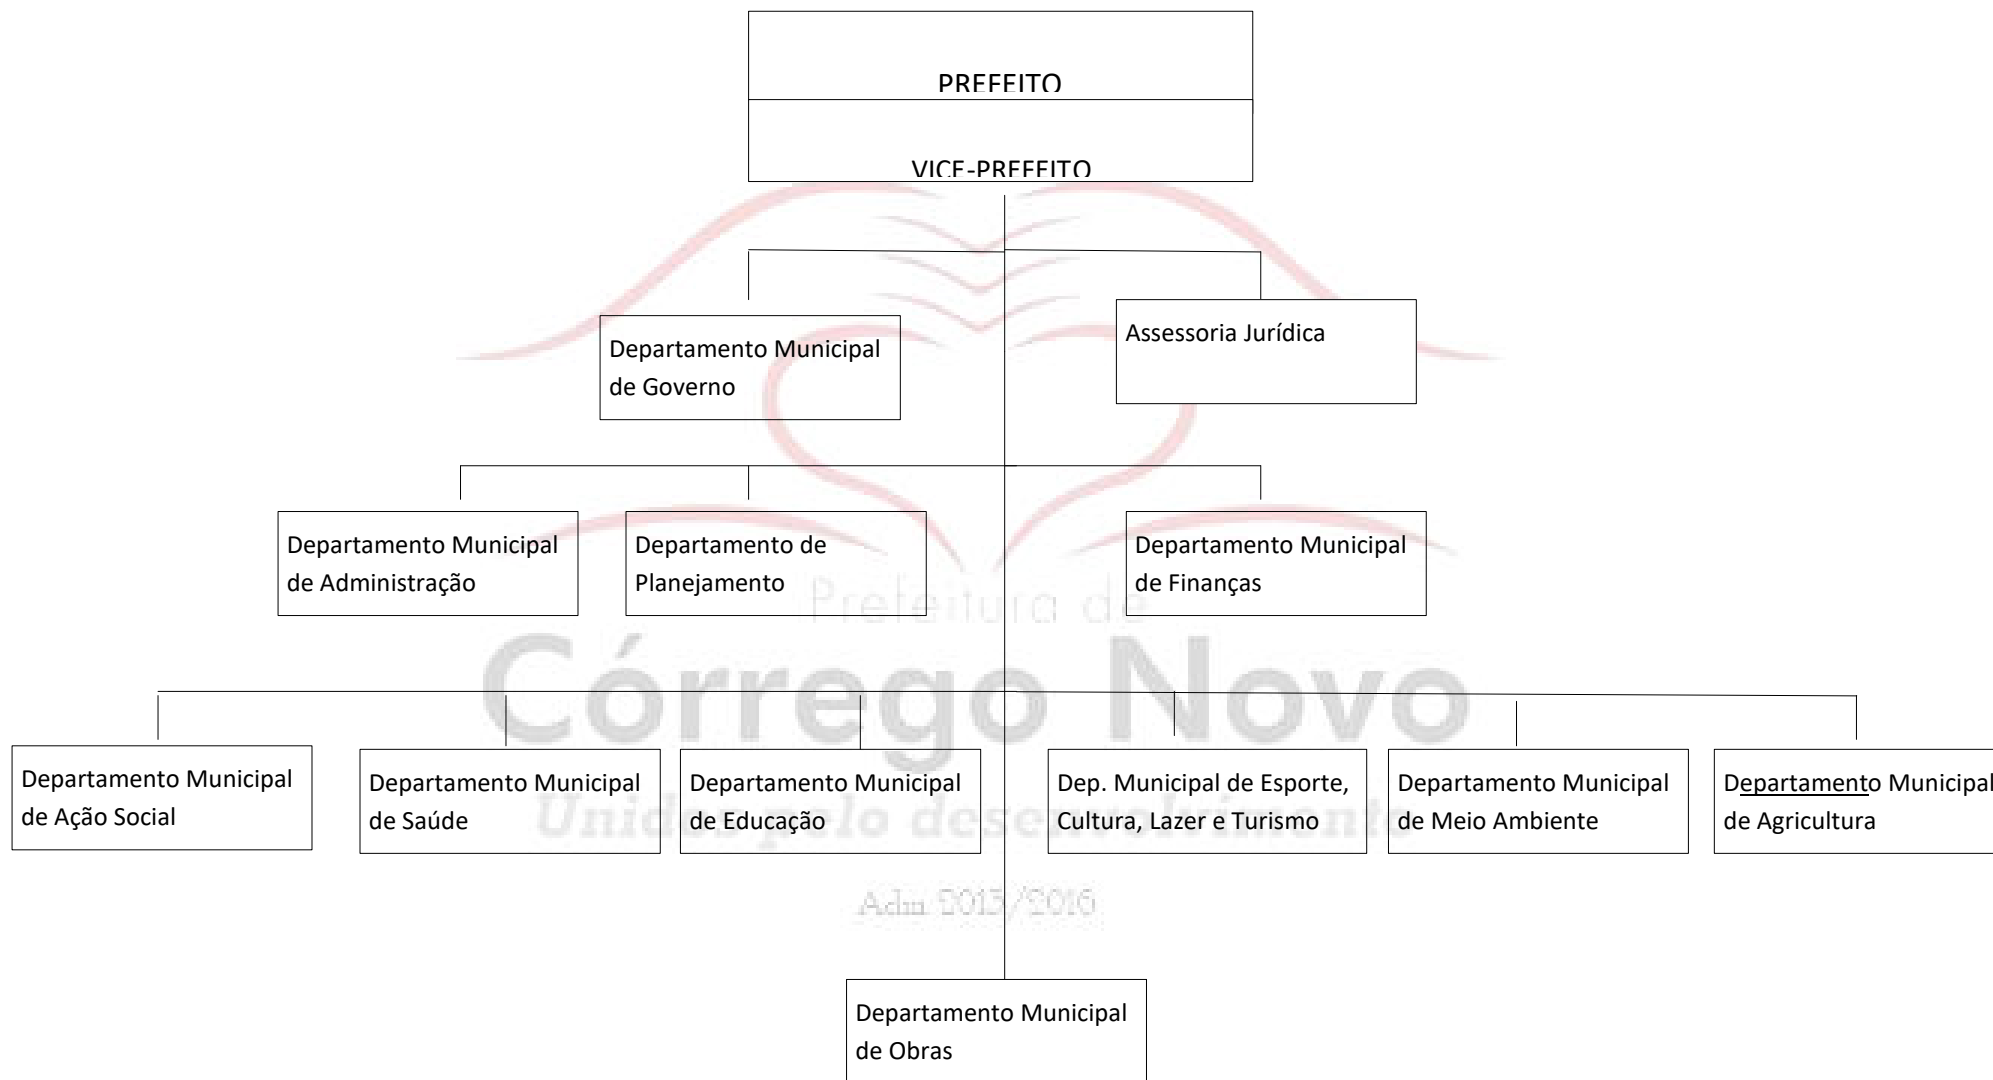 PREFEITO
VICE-PREFEITO
Departamento Municipal
de Governo
Assessoria Jurídica
Departamento Municipal
de Administração
Departamento de
Planejamento
Departamento Municipal
de Finanças
Prefeitura de
Córrego Novo
Departamento Municipal
de Ação Social
Departamento Municipal
de Saúde
Departamento Municipal
de Educação
Dep. Municipal de Esporte,
Cultura, Lazer e Turismo
Departamento Municipal
de Meio Ambiente
Departamento Municipal
de Agricultura
Unidos pelo desenvolvimento
Adm 2013/2016
Departamento Municipal
de Obras